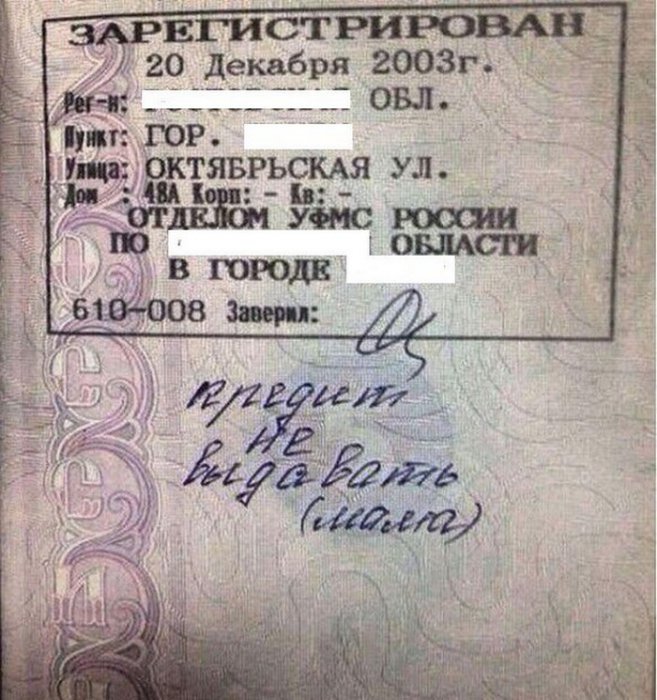 ЗАРЕГИСТРИРОВАН
20 Декабря 2003г.
Рег-н: ОБЛ.
Пункт: ГОР.
Улица: ОКТЯБРЬСКАЯ УЛ.
Дом : 48А Корп: - Кв: -
ОТДЕЛОМ УФМС РОССИИ
ПО ОБЛАСТИ
В ГОРОДЕ
610-008 Заверил:
кредит
не
выдавать
(мама)